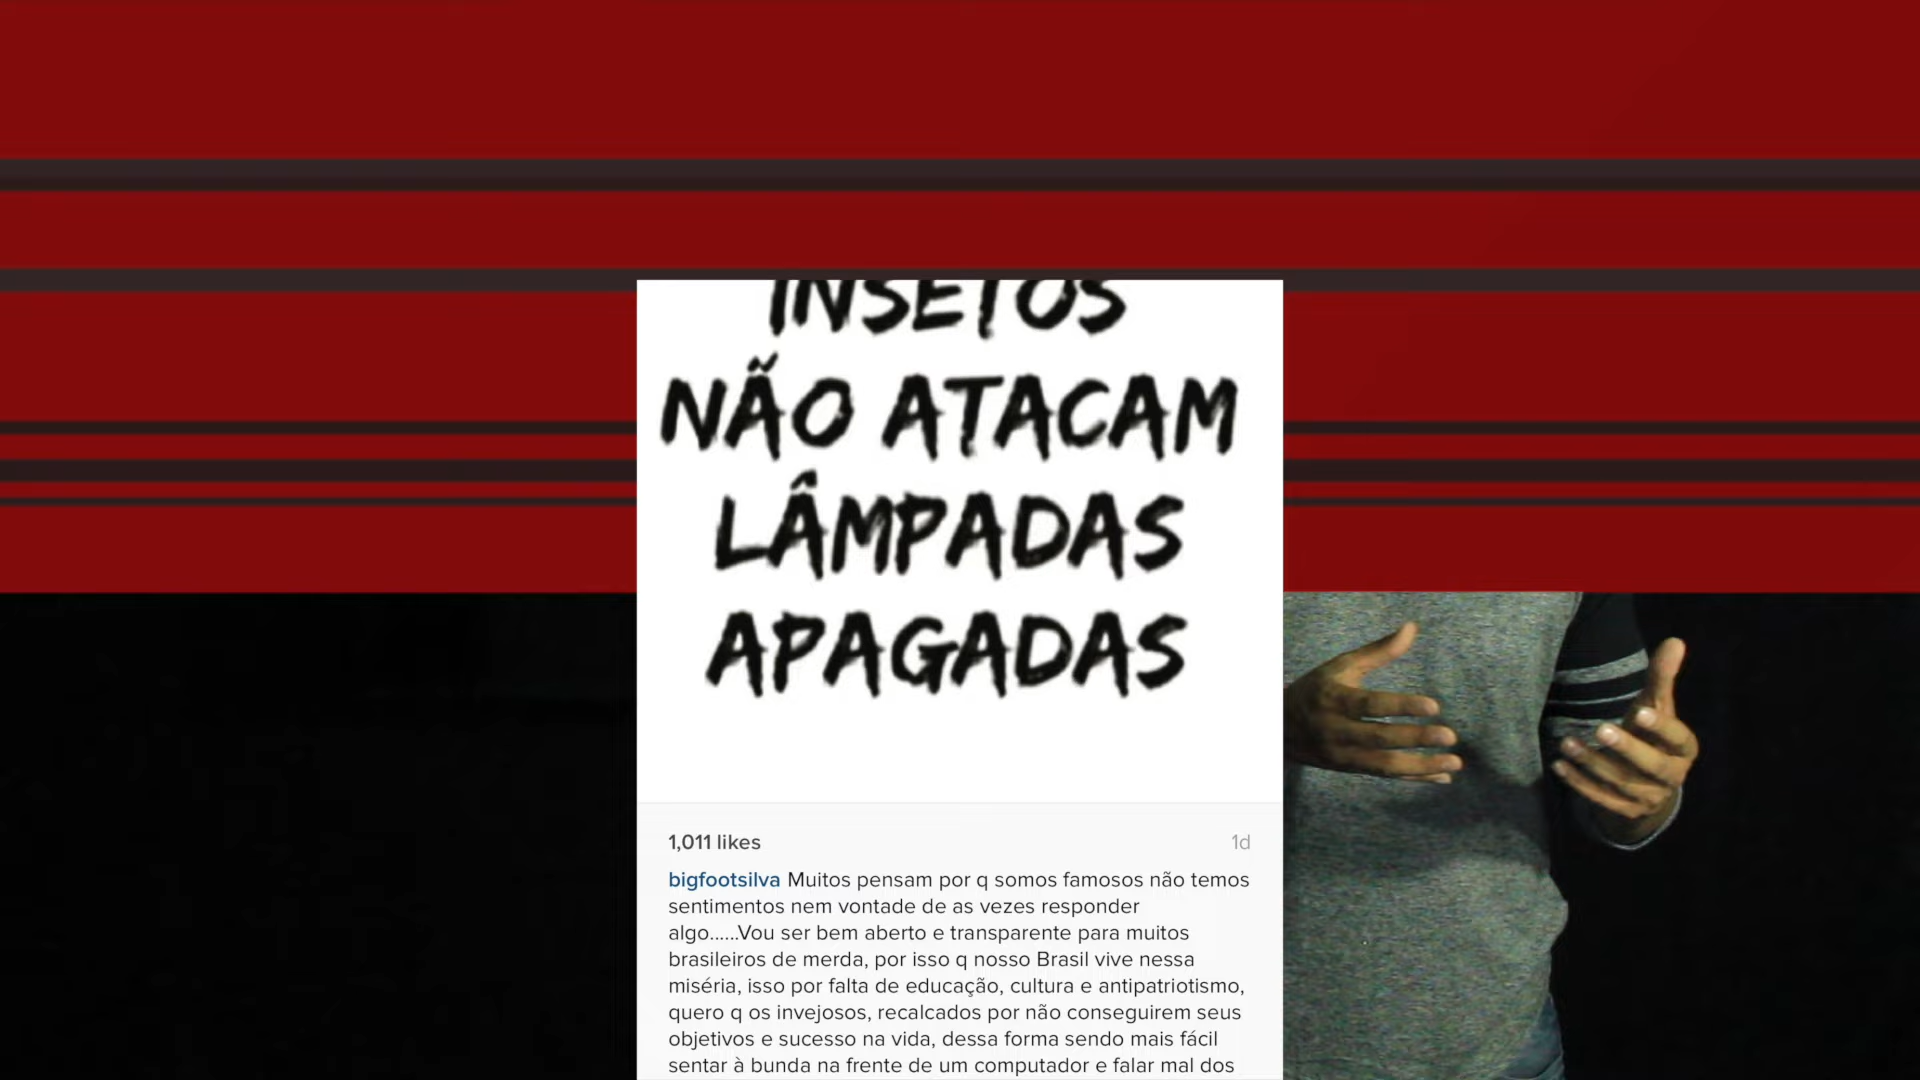 INSETOS
NÃO ATACAM
LÂMPADAS
APAGADAS
1,011 likes
1d
bigfootsilva Muitos pensam por q somos famosos não temos
sentimentos nem vontade de as vezes responder
algo......Vou ser bem aberto e transparente para muitos
brasileiros de merda, por isso q nosso Brasil vive nessa
miséria, isso por falta de educação, cultura e antipatriotismo,
quero q os invejosos, recalcados por não conseguirem seus
objetivos e sucesso na vida, dessa forma sendo mais fácil
sentar à bunda na frente de um computador e falar mal dos